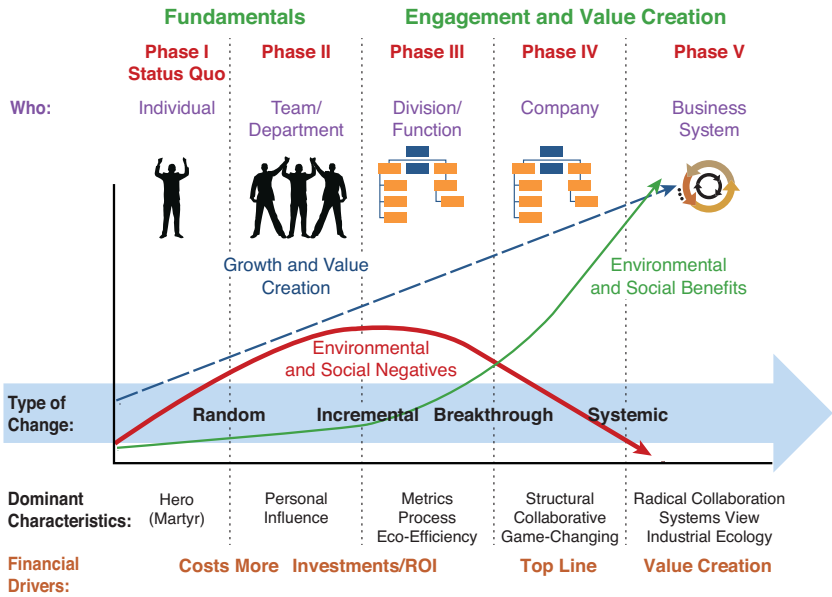 Fundamentals
Engagement and Value Creation
Phase I
Status Quo
Phase II
Phase III
Phase IV
Phase V
Who:
Individual
Team/
Department
Division/
Function
Company
Business
System
Growth and Value
Creation
Environmental
and Social Benefits
Environmental
and Social Negatives
Type of
Change:
Random
Incremental
Breakthrough
Systemic
Dominant
Characteristics:
Hero
(Martyr)
Personal
Influence
Metrics
Process
Eco-Efficiency
Structural
Collaborative
Game-Changing
Radical Collaboration
Systems View
Industrial Ecology
Financial
Drivers:
Costs More
Investments/ROI
Top Line
Value Creation